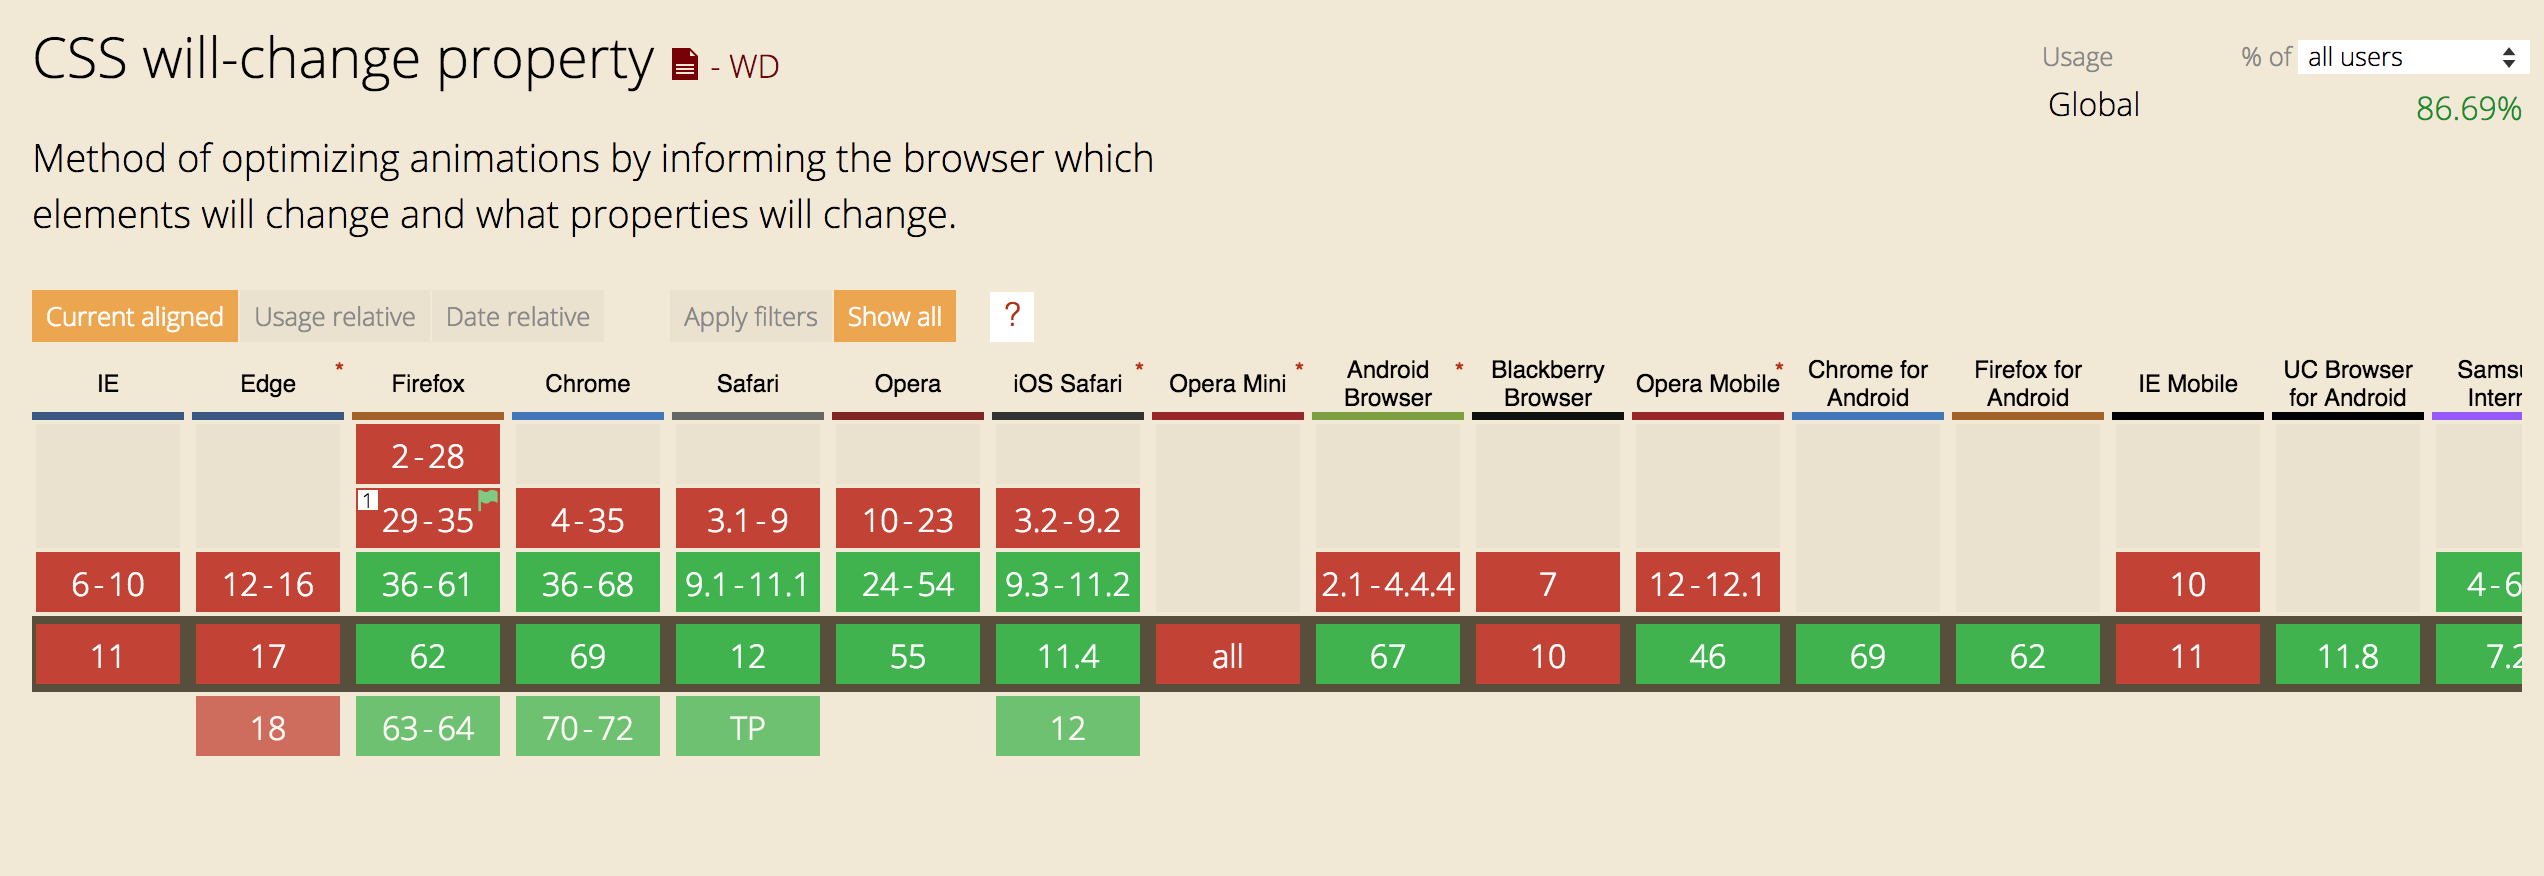 CSS will-change property - WD
Usage % of all users
Global 86.69%
Method of optimizing animations by informing the browser which
elements will change and what properties will change.
Current aligned Usage relative Date relative Apply filters Show all ?
IE Edge * Firefox Chrome Safari Opera iOS Safari * Opera Mini * Android Browser * Blackberry Browser Opera Mobile * Chrome for Android Firefox for Android IE Mobile UC Browser for Android
2-28
1 29-35 4-35 3.1-9 10-23 3.2-9.2
6-10 12-16 36-61 36-68 9.1-11.1 24-54 9.3-11.2 2.1-4.4.4 7 12-12.1 10 4-6
11 17 62 69 12 55 11.4 all 67 10 46 69 62 11 11.8 7.2
18 63-64 70-72 TP 12